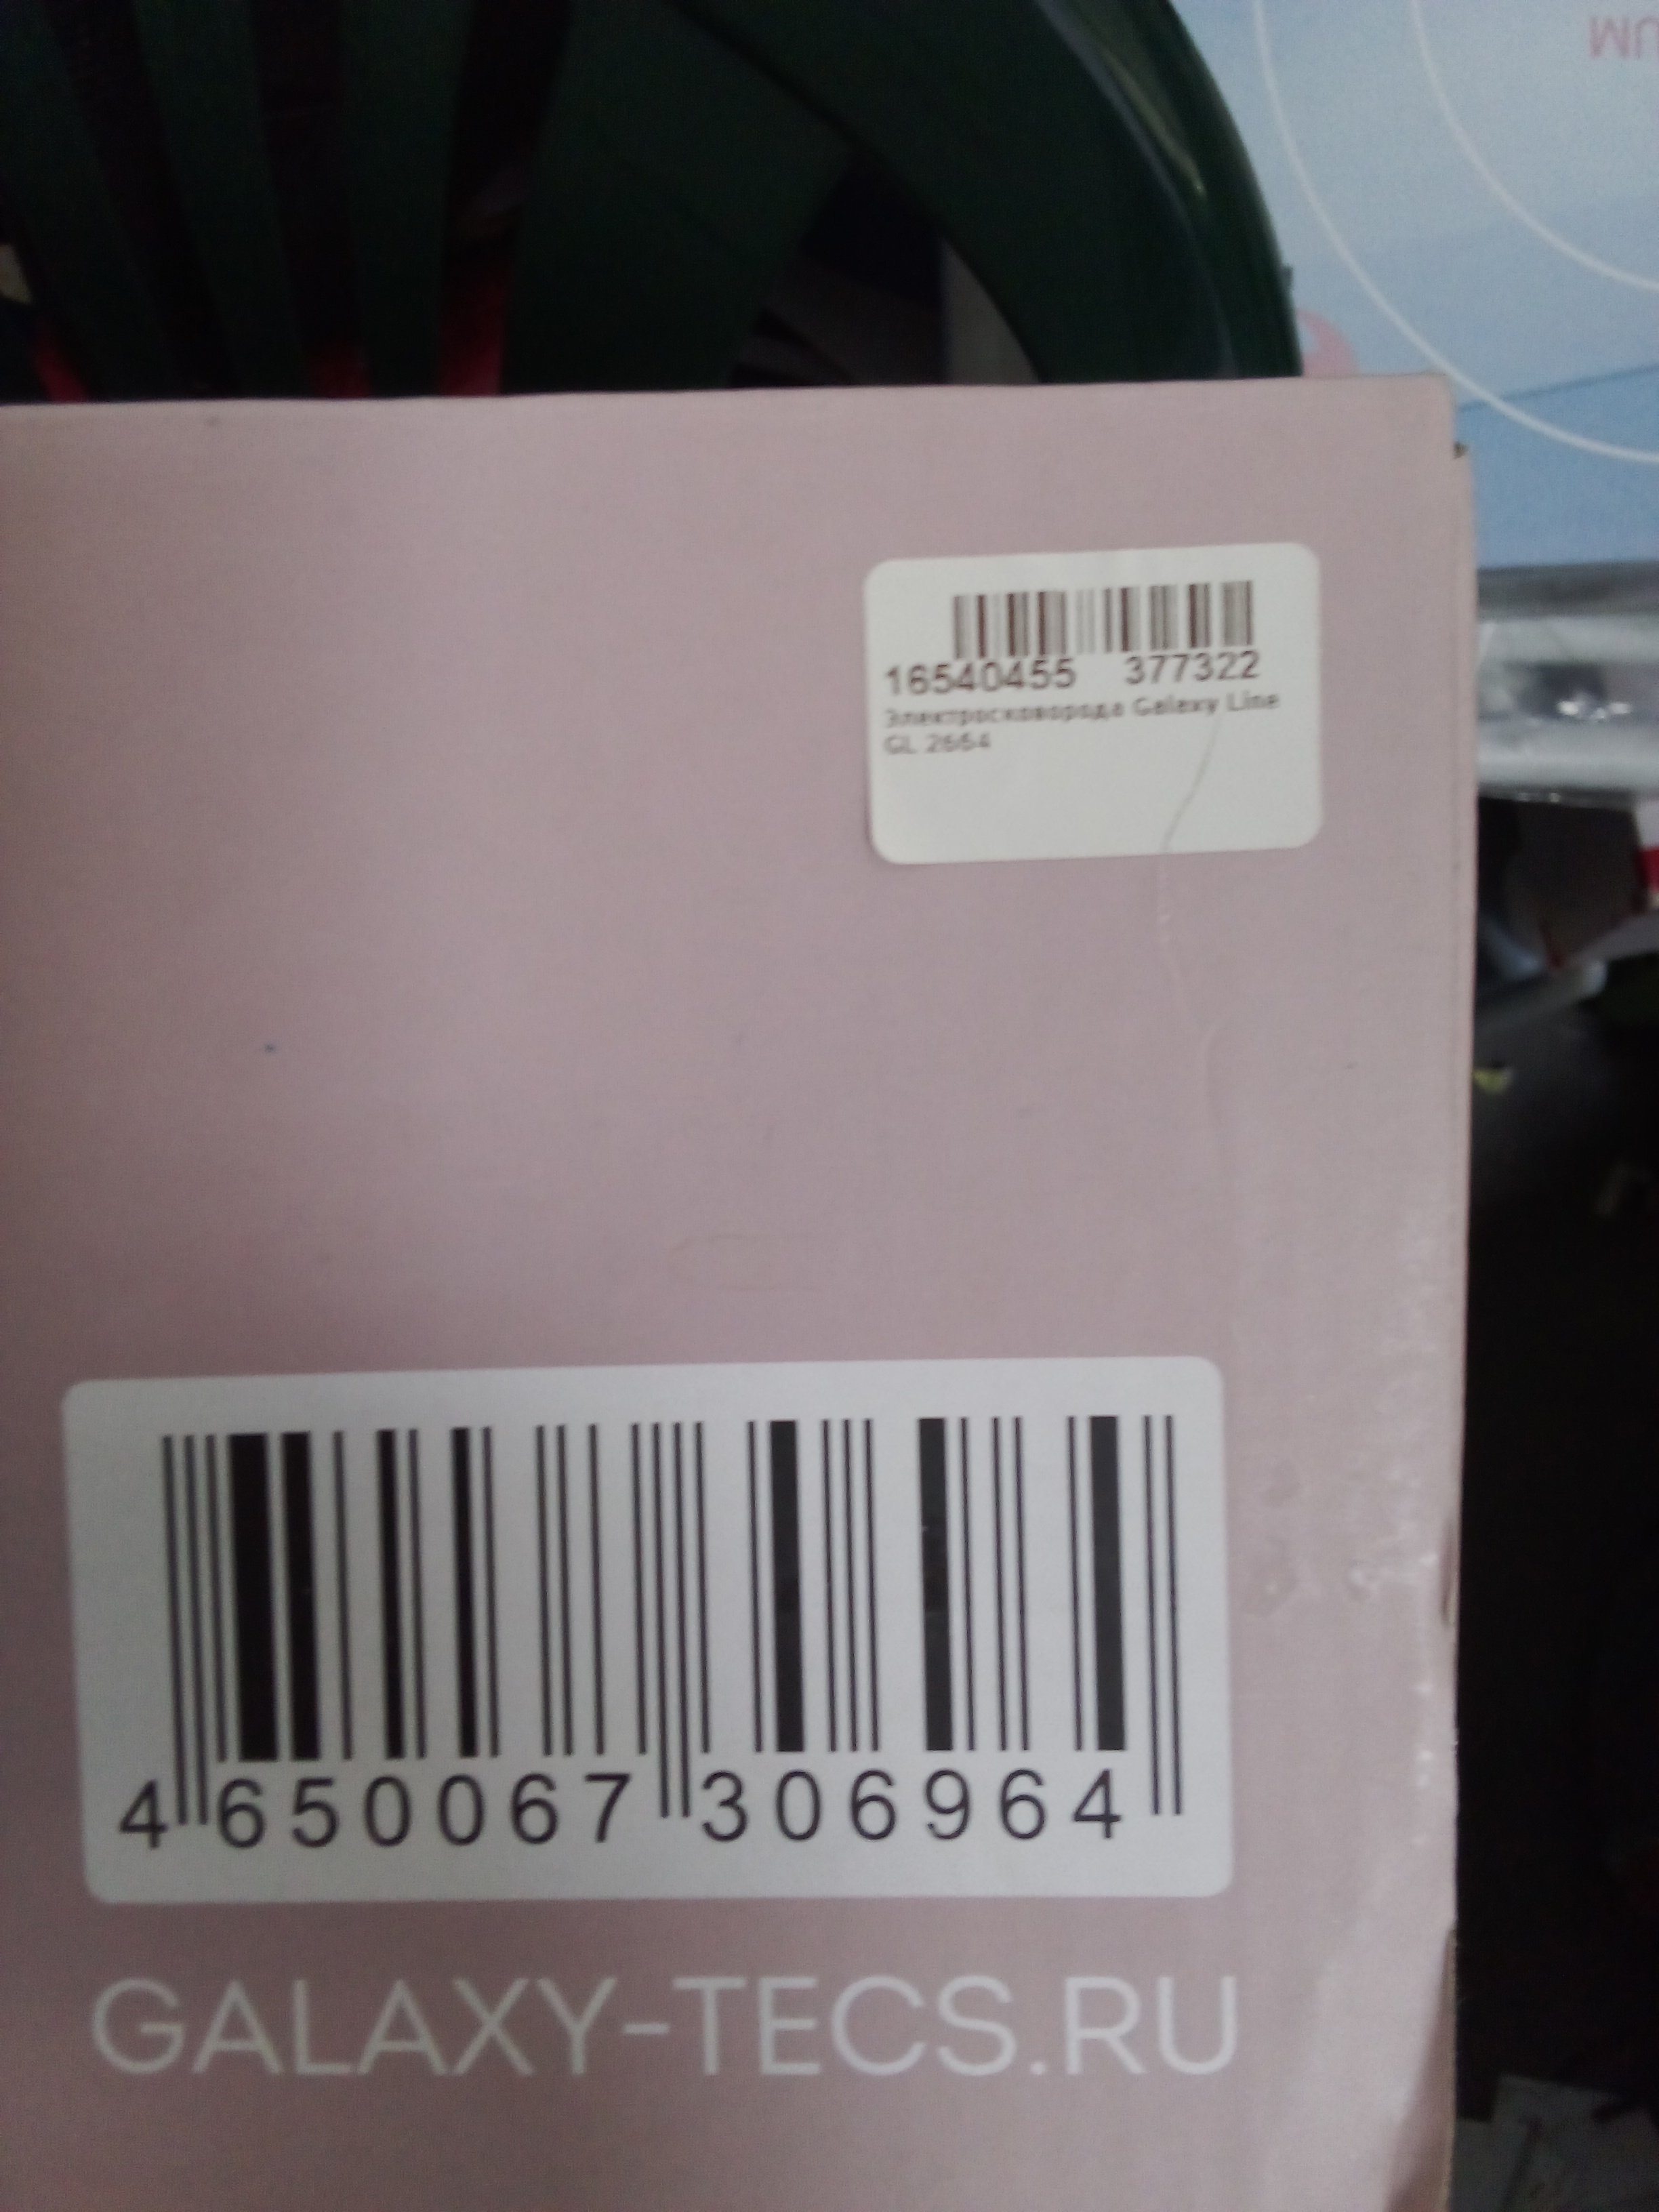 16540455 377322
Электросковорода Galaxy Line
GL 2664
4 650067 306964
GALAXY-TECS.RU